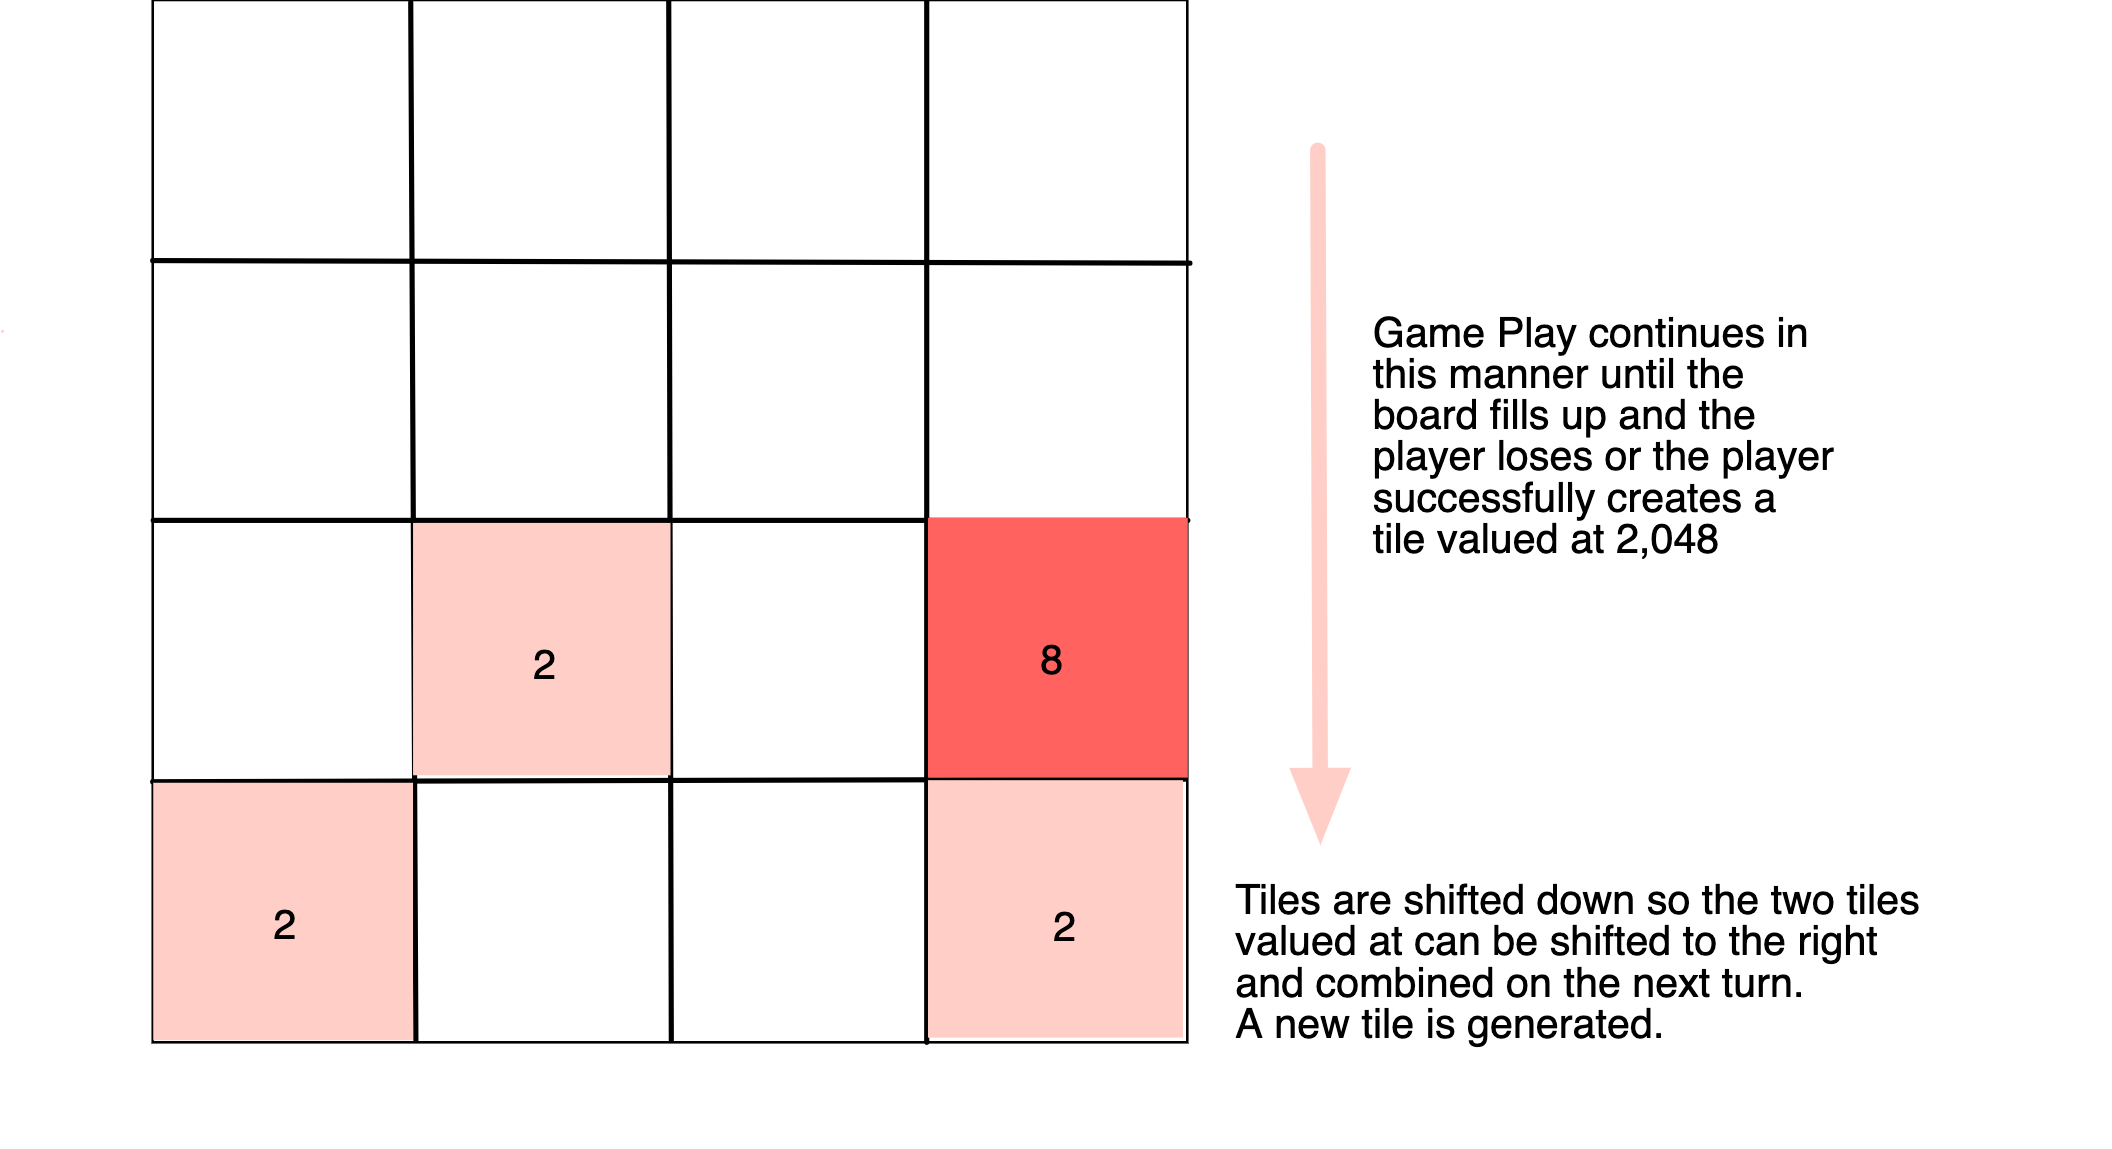 Game Play continues in
this manner until the
board fills up and the
player loses or the player
successfully creates a
tile valued at 2,048
2
8
2
2
Tiles are shifted down so the two tiles
valued at can be shifted to the right
and combined on the next turn.
A new tile is generated.